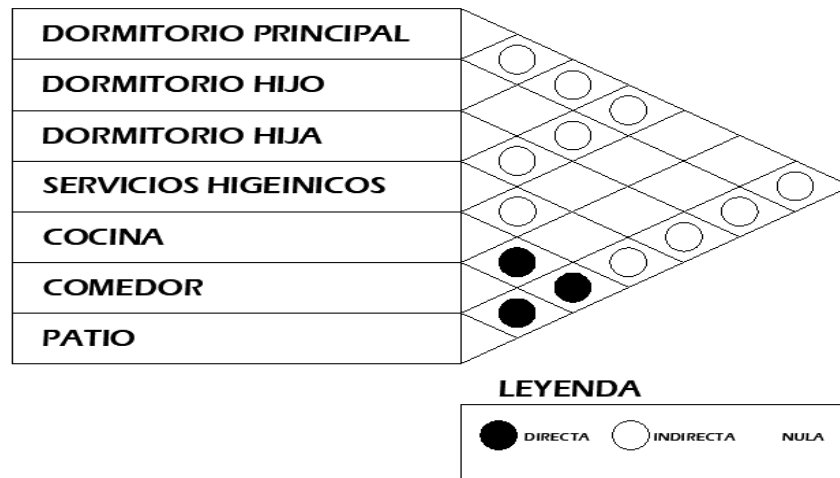 DORMITORIO PRINCIPAL
DORMITORIO HIJO
DORMITORIO HIJA
SERVICIOS HIGEINICOS
COCINA
COMEDOR
PATIO
LEYENDA
DIRECTA INDIRECTA NULA